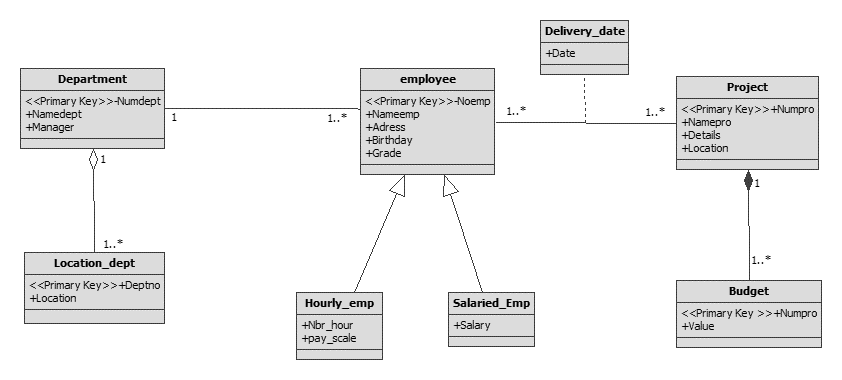 Delivery_date
+Date
Department
<<Primary Key>>-Numdept
+Namedept
+Manager
1
1..*
employee
<<Primary Key>>-Noemp
+Nameemp
+Adress
+Birthday
+Grade
1..*
1..*
Project
<<Primary Key>>+Numpro
+Namepro
+Details
+Location
1
1..*
Location_dept
<<Primary Key>>+Deptno
+Location
1
1..*
Hourly_emp
+Nbr_hour
+pay_scale
Salaried_Emp
+Salary
Budget
<<Primary Key >>+Numpro
+Value